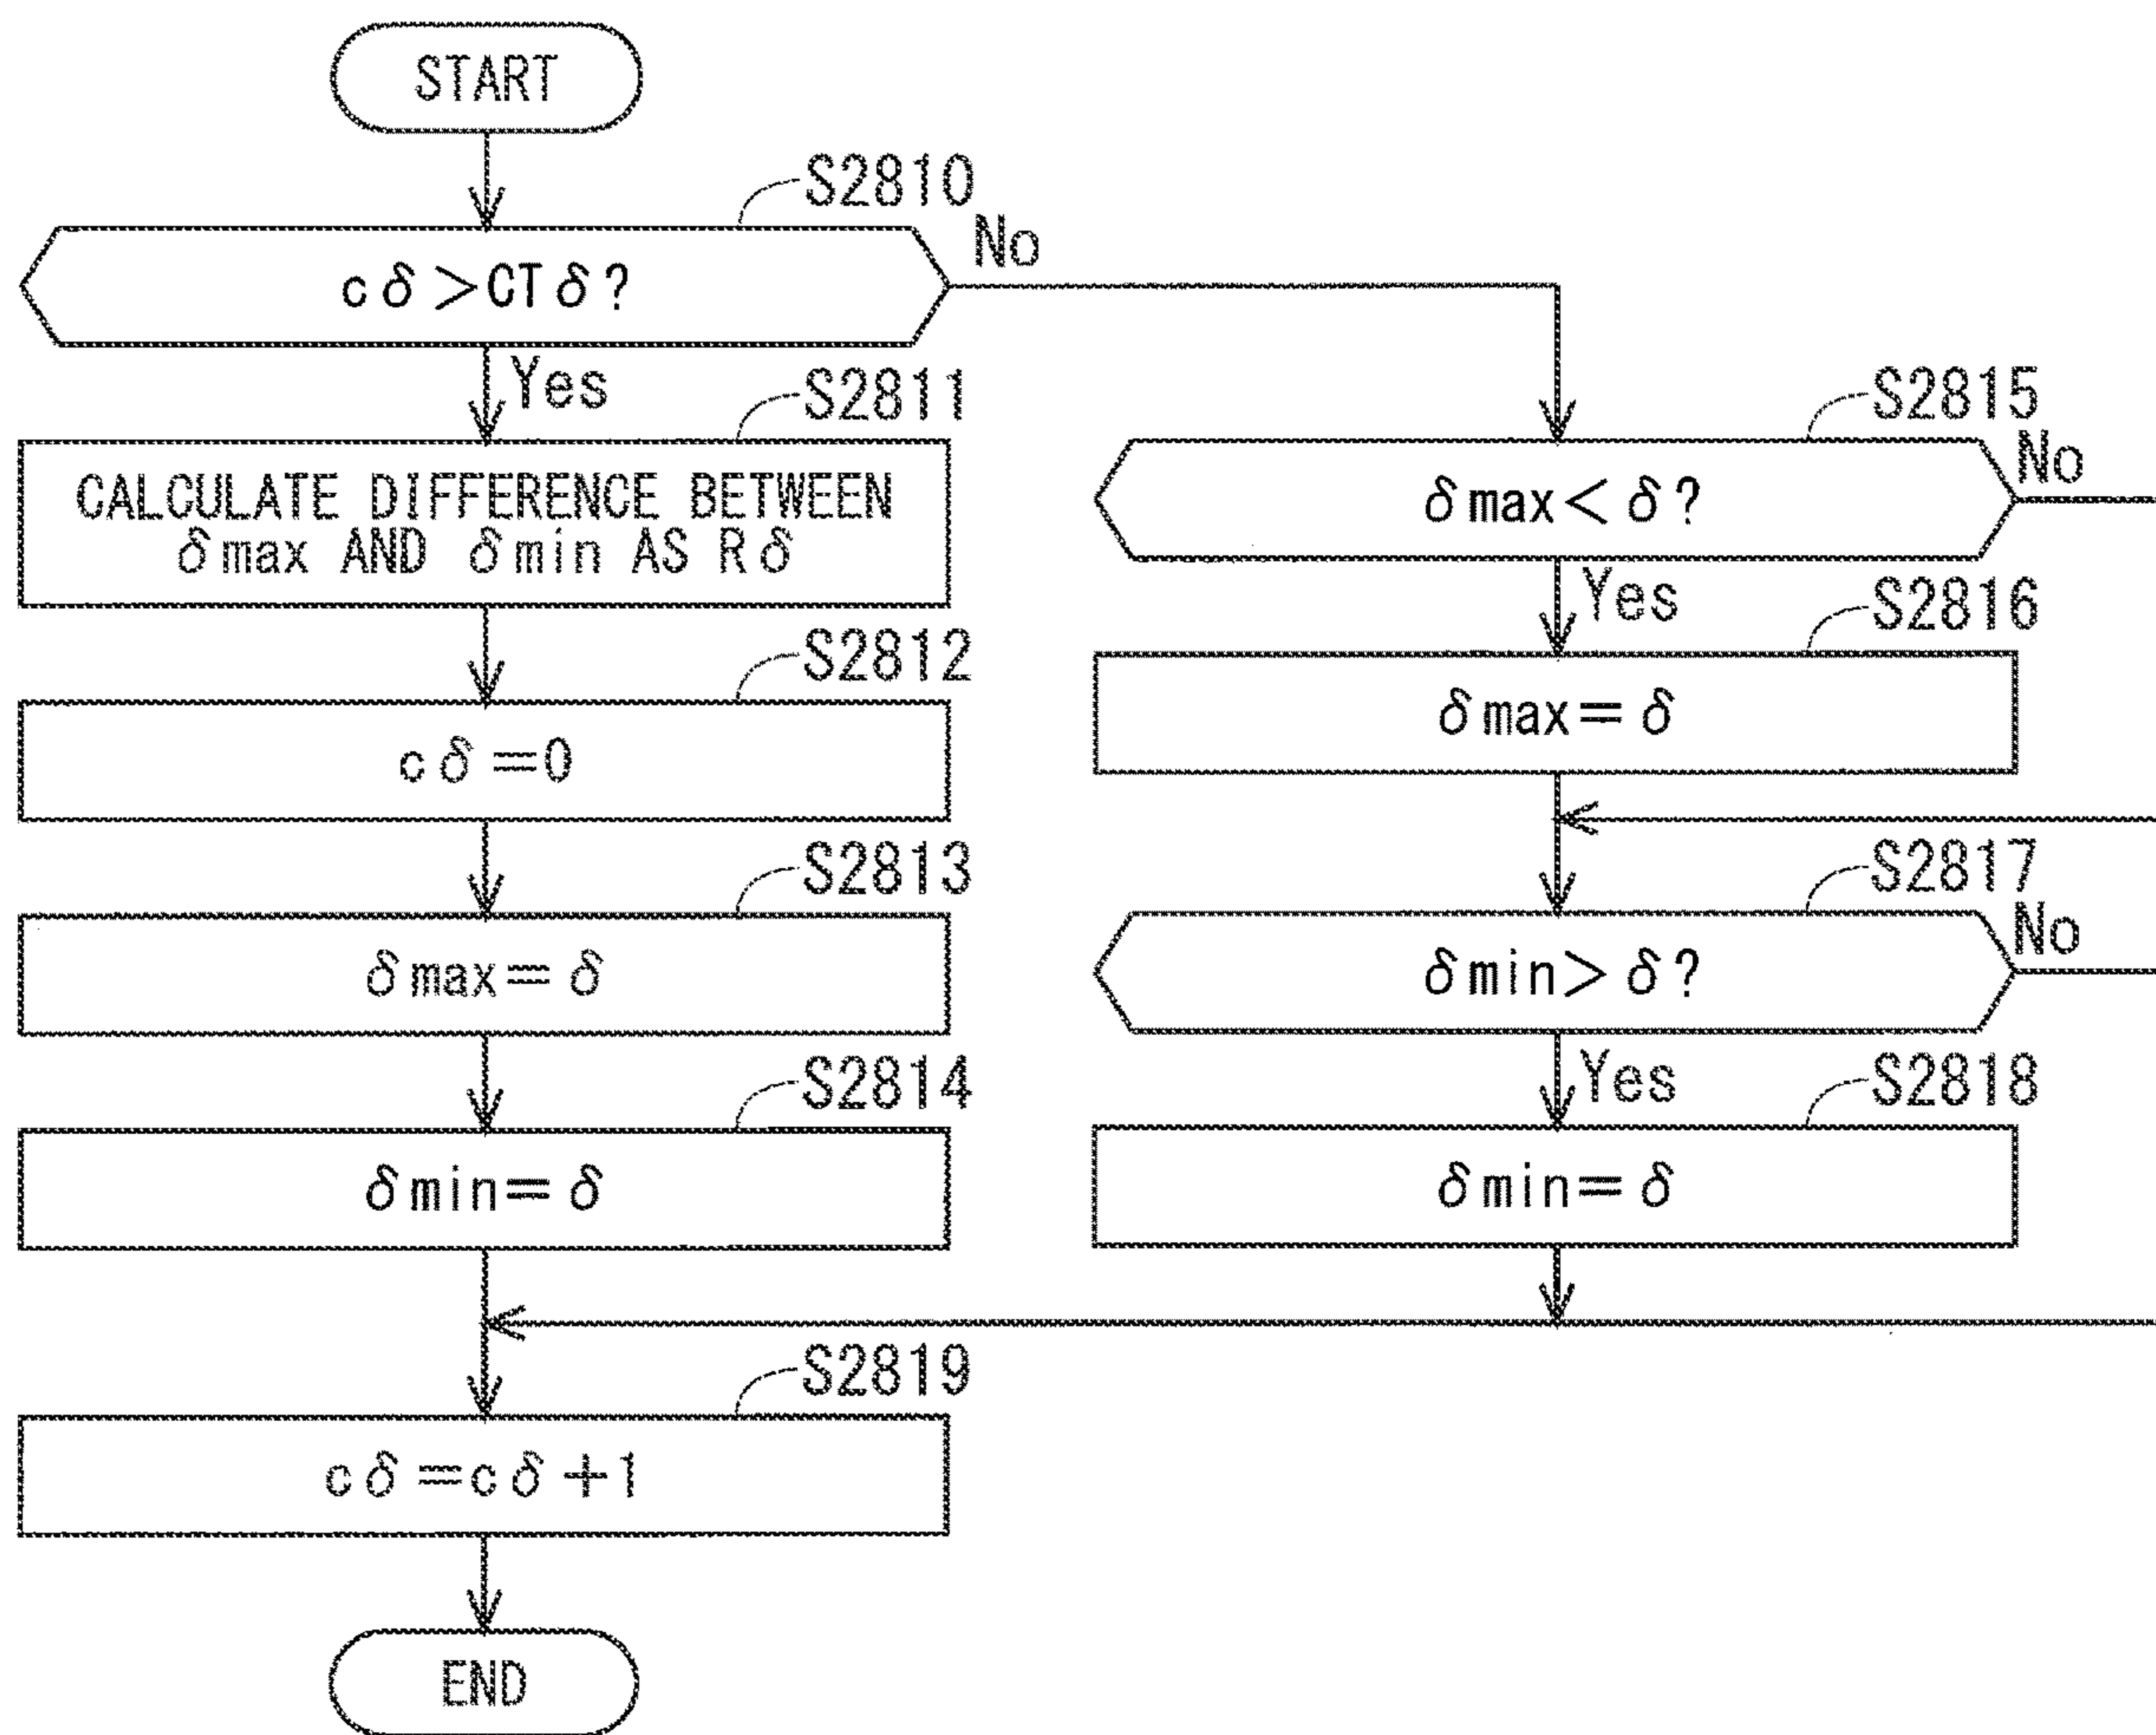 START
S2810
cδ>CTδ?
No
Yes
S2811
CALCULATE DIFFERENCE BETWEEN
δmax AND δmin AS Rδ
S2812
cδ=0
S2813
δmax=δ
S2814
δmin=δ
S2815
δmax<δ?
No
Yes
S2816
δmax=δ
S2817
δmin>δ?
No
Yes
S2818
δmin=δ
S2819
cδ=cδ+1
END